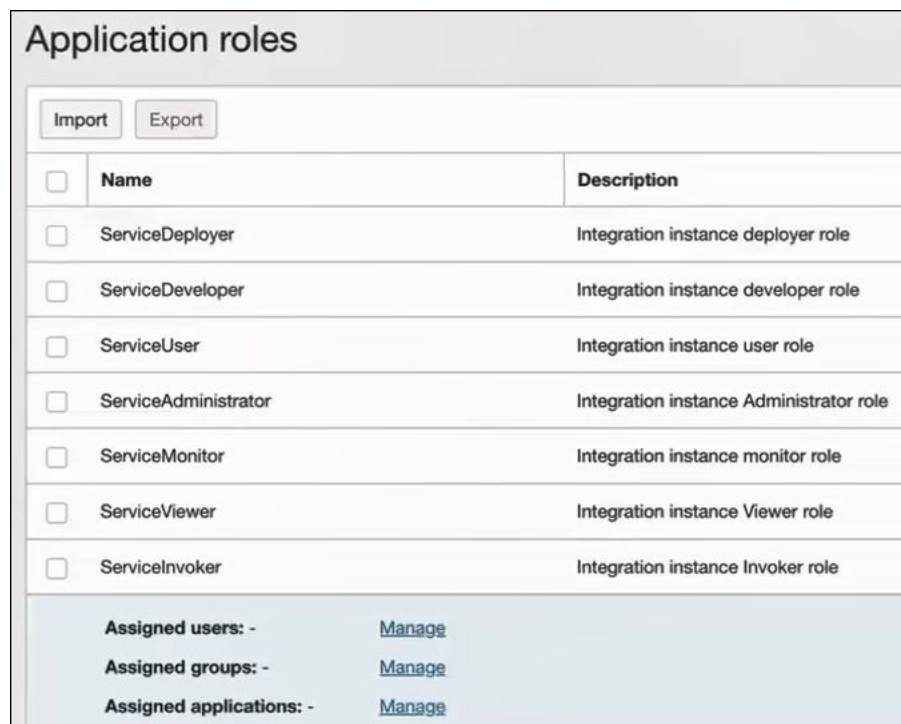 Application roles
Import Export
Name Description
ServiceDeployer Integration instance deployer role
ServiceDeveloper Integration instance developer role
ServiceUser Integration instance user role
ServiceAdministrator Integration instance Administrator role
ServiceMonitor Integration instance monitor role
ServiceViewer Integration instance Viewer role
ServiceInvoker Integration instance Invoker role
Assigned users: - Manage
Assigned groups: - Manage
Assigned applications: - Manage